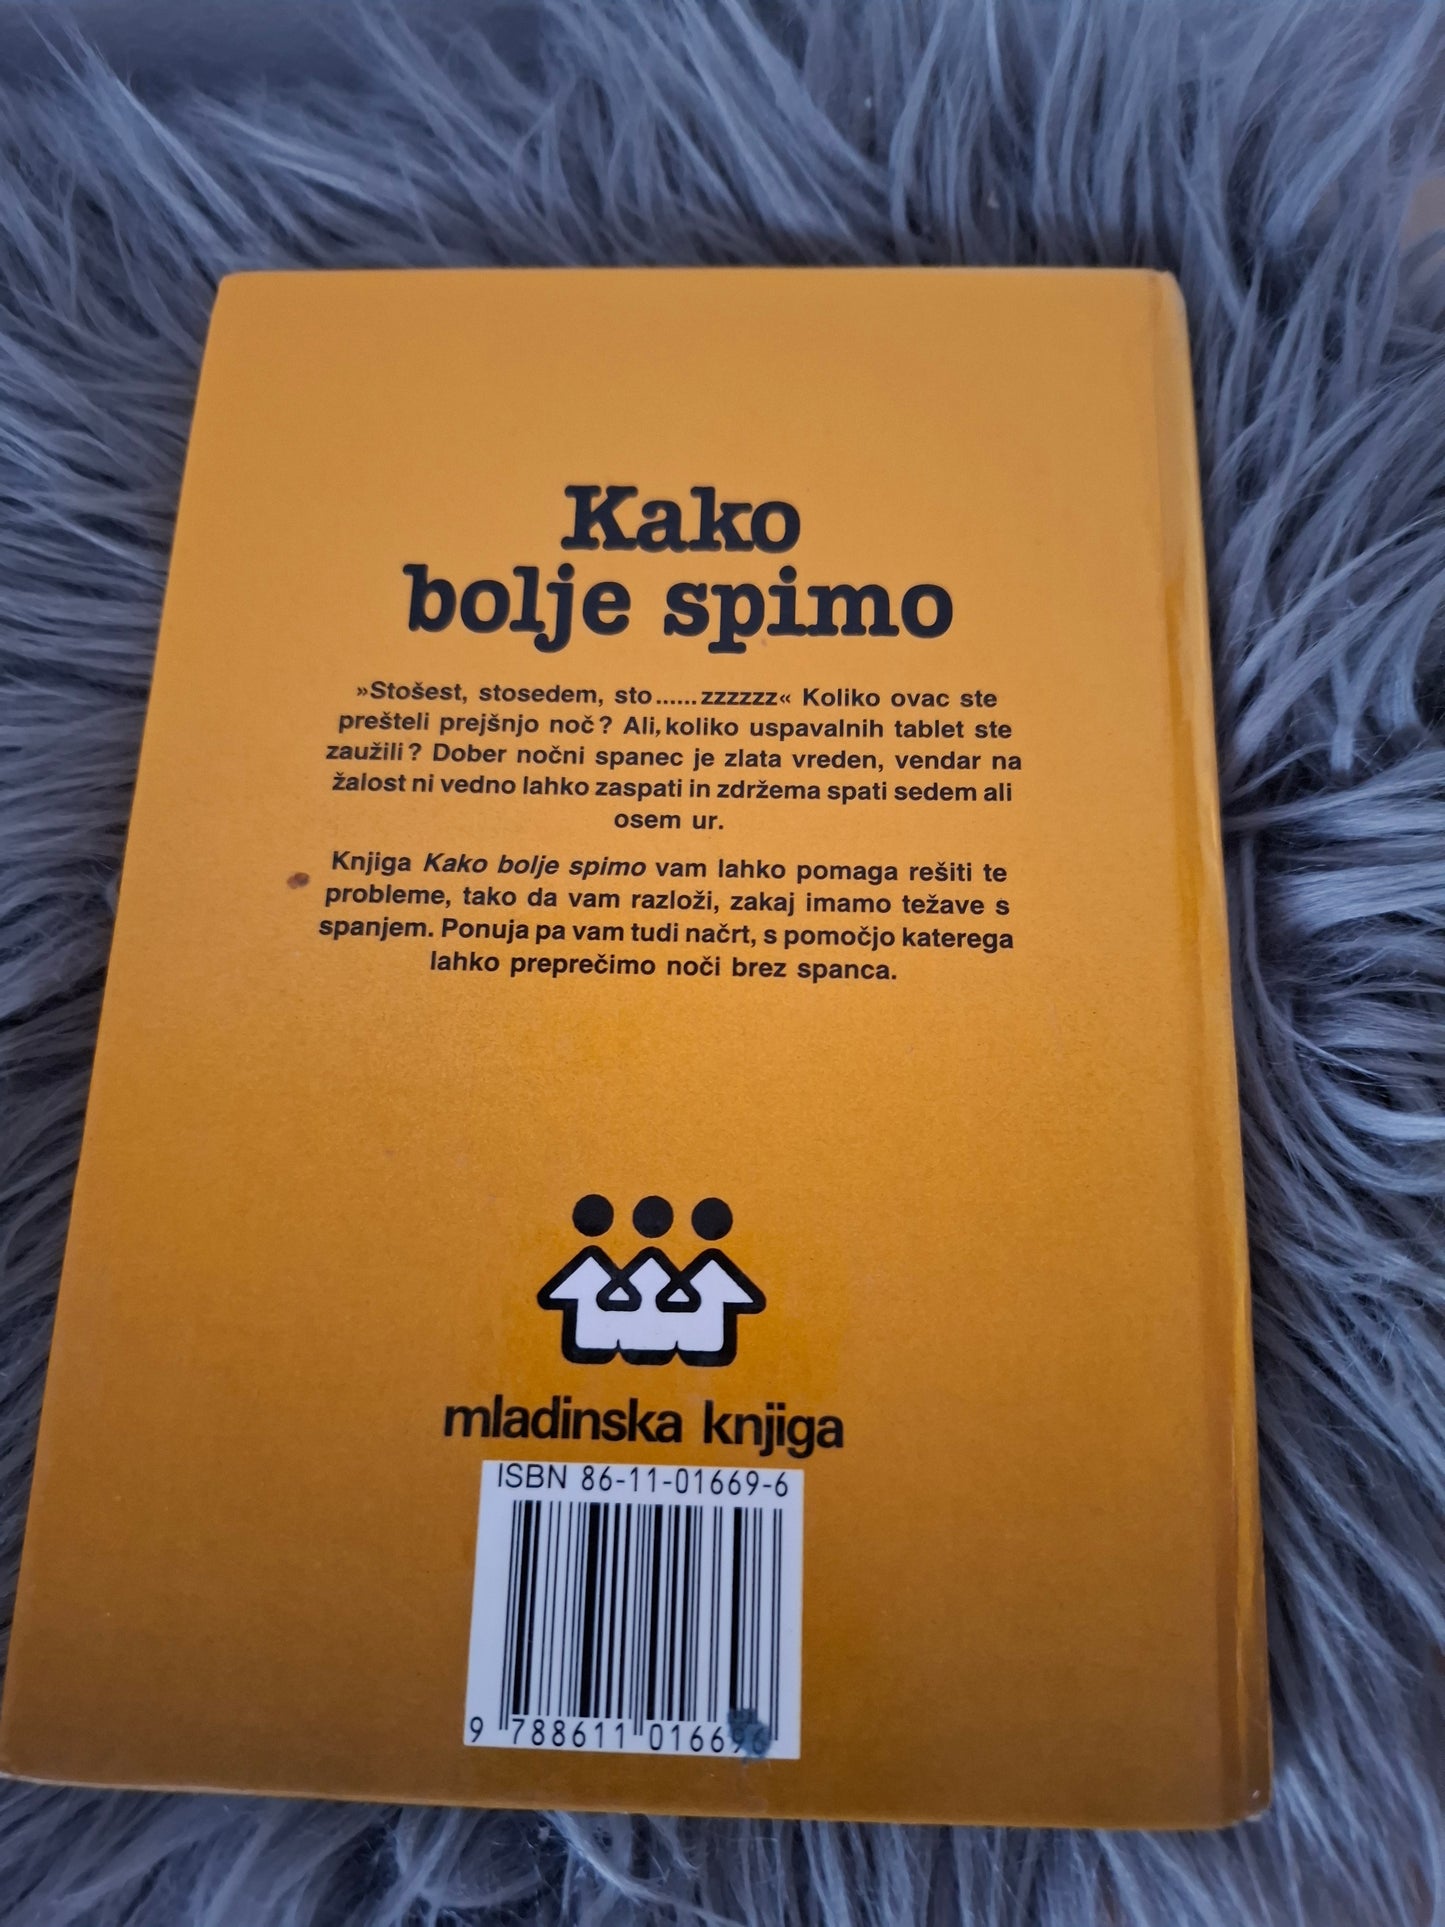 Kako
bolje spimo
»Stošest, stosedem, sto......zzzzzz« Koliko ovac ste
prešteli prejšnjo noč? Ali, koliko uspavalnih tablet ste
zaužili? Dober nočni spanec je zlata vreden, vendar na
žalost ni vedno lahko zaspati in zdržema spati sedem ali
osem ur.
Knjiga Kako bolje spimo vam lahko pomaga rešiti te
probleme, tako da vam razloži, zakaj imamo težave s
spanjem. Ponuja pa vam tudi načrt, s pomočjo katerega
lahko preprečimo noči brez spanca.
mladinska knjiga
ISBN 86-11-01669-6
9 788611 016696